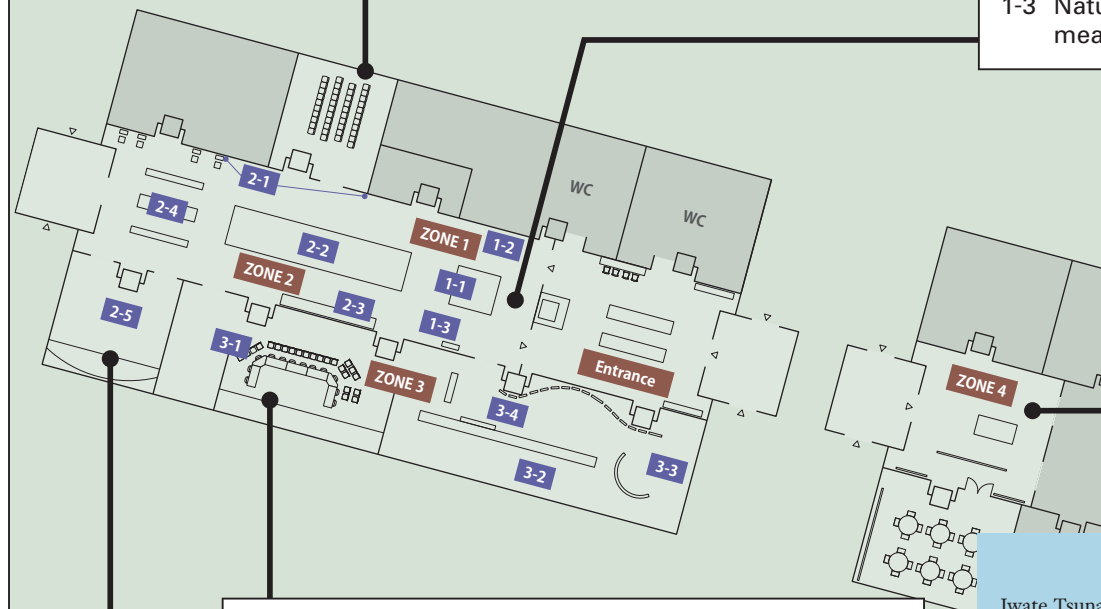 1-3 Natu
mea
WC
WC
2-1
2-4
ZONE 1
1-2
2-2
ZONE 2
1-1
2-3
2-5
1-3
3-1
ZONE 3
Entrance
ZONE 4
3-4
3-2
3-3
Iwate Tsuna